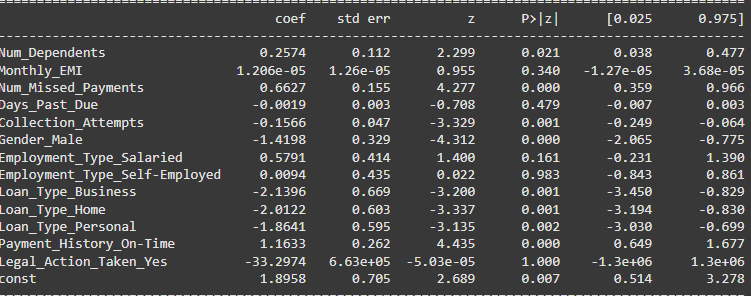 coef std err z P>|z| [0.025 0.975]
Num_Dependents 0.2574 0.112 2.299 0.021 0.038 0.477
Monthly_EMI 1.206e-05 1.26e-05 0.955 0.340 -1.27e-05 3.68e-05
Num_Missed_Payments 0.6627 0.155 4.277 0.000 0.359 0.966
Days_Past_Due -0.0019 0.003 -0.708 0.479 -0.007 0.003
Collection_Attempts -0.1566 0.047 -3.329 0.001 -0.249 -0.064
Gender_Male -1.4198 0.329 -4.312 0.000 -2.065 -0.775
Employment_Type_Salaried 0.5791 0.414 1.400 0.161 -0.231 1.390
Employment_Type_Self-Employed 0.0094 0.435 0.022 0.983 -0.843 0.861
Loan_Type_Business -2.1396 0.669 -3.200 0.001 -3.450 -0.829
Loan_Type_Home -2.0122 0.603 -3.337 0.001 -3.194 -0.830
Loan_Type_Personal -1.8641 0.595 -3.135 0.002 -3.030 -0.699
Payment_History_On-Time 1.1633 0.262 4.435 0.000 0.649 1.677
Legal_Action_Taken_Yes -33.2974 6.63e+05 -5.03e-05 1.000 -1.3e+06 1.3e+06
const 1.8958 0.705 2.689 0.007 0.514 3.278